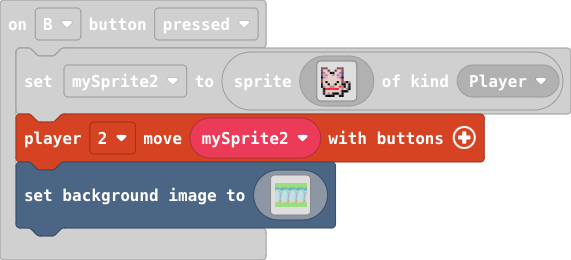 on B button pressed
set mySprite2 to sprite of kind Player
player 2 move mySprite2 with buttons
set background image to